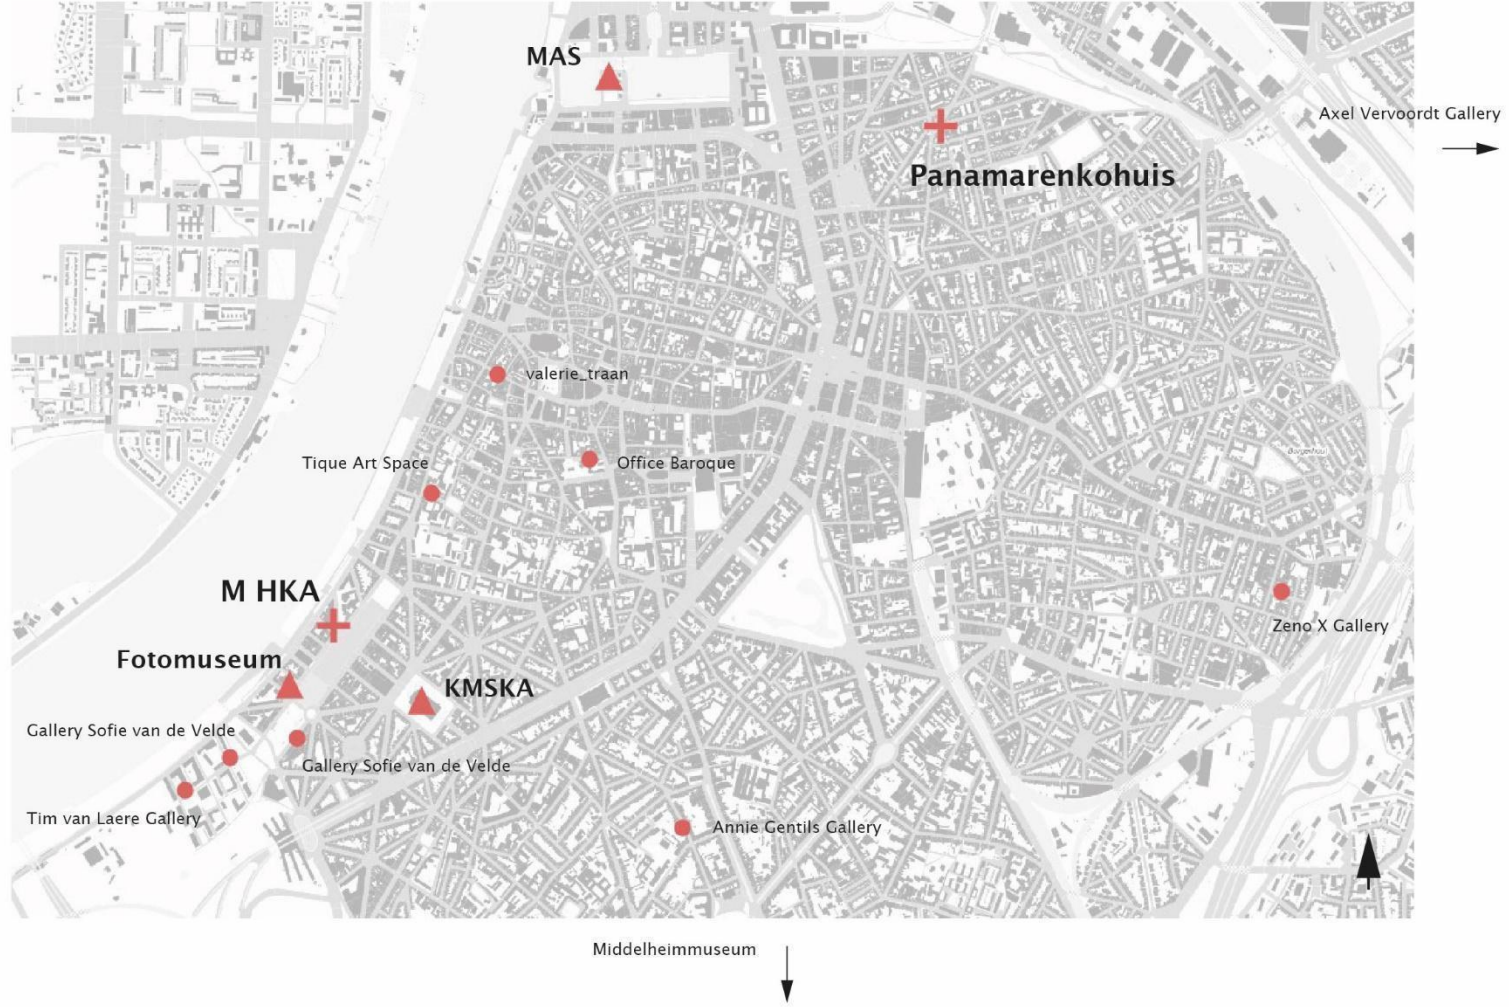 MAS
Axel Vervoordt Gallery
Panamarenkohuis
valerie_traan
Tique Art Space
Office Baroque
Borgerhout
M HKA
Zeno X Gallery
Fotomuseum
KMSKA
Gallery Sofie van de Velde
Gallery Sofie van de Velde
Tim van Laere Gallery
Annie Gentils Gallery
Middelheimmuseum